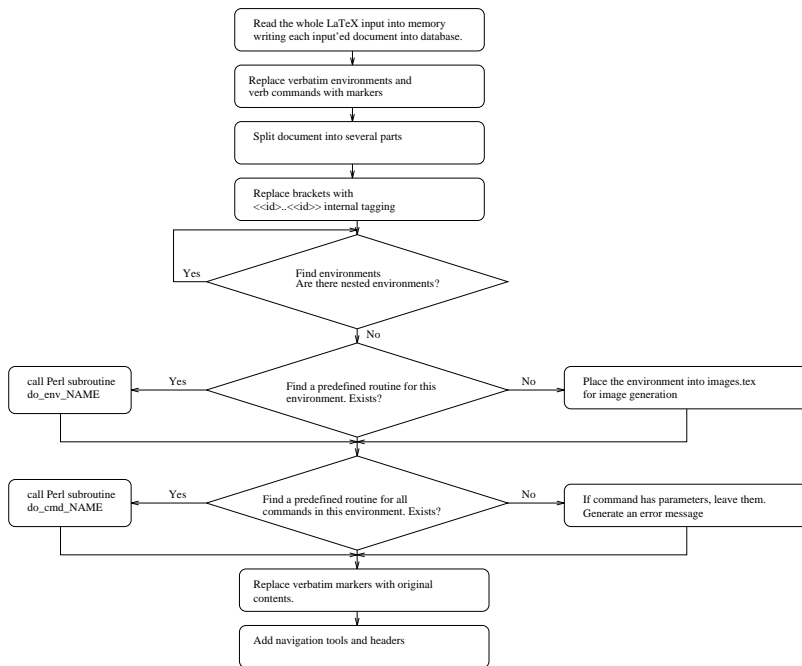 Read the whole LaTeX input into memory
writing each input'ed document into database.
Replace verbatim environments and
verb commands with markers
Split document into several parts
Replace brackets with
<<id>..<<id>> internal tagging
Yes
Find environments
Are there nested environments?
No
call Perl subroutine
do_env_NAME
Yes
Find a predefined routine for this
environment. Exists?
No
Place the environment into images.tex
for image generation
call Perl subroutine
do_cmd_NAME
Yes
Find a predefined routine for all
commands in this environment. Exists?
No
If command has parameters, leave them.
Generate an error message
Replace verbatim markers with original
contents.
Add navigation tools and headers